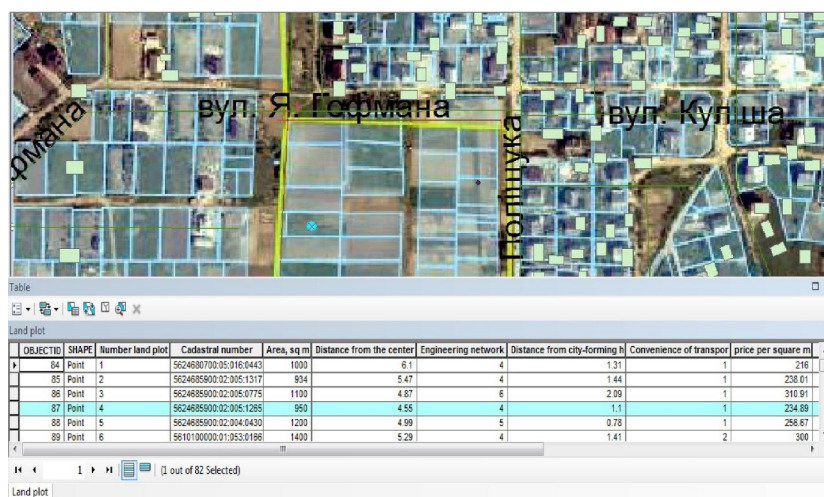 вул. Я. Гофмана
вул. Куліша
офмана
Поліщука
Table
Land plot
OBJECTID SHAPE Number land plot Cadastral number Area, sq m Distance from the center Engineering network Distance from city-forming h Convenience of transpor price per square m
84 Point 1 5624680700:05:016:0443 1000 6.1 4 1.31 1 216
85 Point 2 5624685900:02:005:1317 934 5.47 4 1.44 1 238.01
86 Point 3 5624685900:02:005:0775 1100 4.87 6 2.09 1 310.91
87 Point 4 5624685900:02:005:1265 950 4.55 4 1.1 1 234.89
88 Point 5 5624685900:02:004:0430 1200 4.99 5 0.78 1 256.67
89 Point 6 5610100000:01:053:0166 1400 5.29 4 1.41 2 300
1 (1 out of 82 Selected)
Land plot